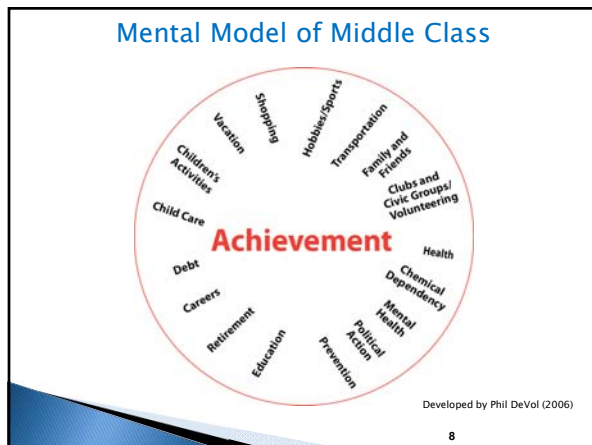 Mental Model of Middle Class
Shopping
Hobbies/Sports
Transportation
Family and
Friends
Clubs and
Civic Groups/
Volunteering
Health
Chemical
Dependency
Mental
Health
Political
Action
Prevention
Education
Retirement
Careers
Debt
Child Care
Children's
Activities
Vacation
Achievement
Developed by Phil DeVol (2006)
8